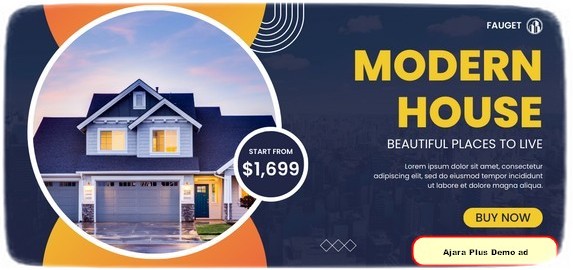 FAUGET
MODERN
HOUSE
BEAUTIFUL PLACES TO LIVE
START FROM
$1,699
Lorem ipsum dolor sit amet, consectetur
adipiscing elit, sed do eiusmod tempor incididunt
ut labore et dolore magna aliqua.
BUY NOW
Ajara Plus Demo ad